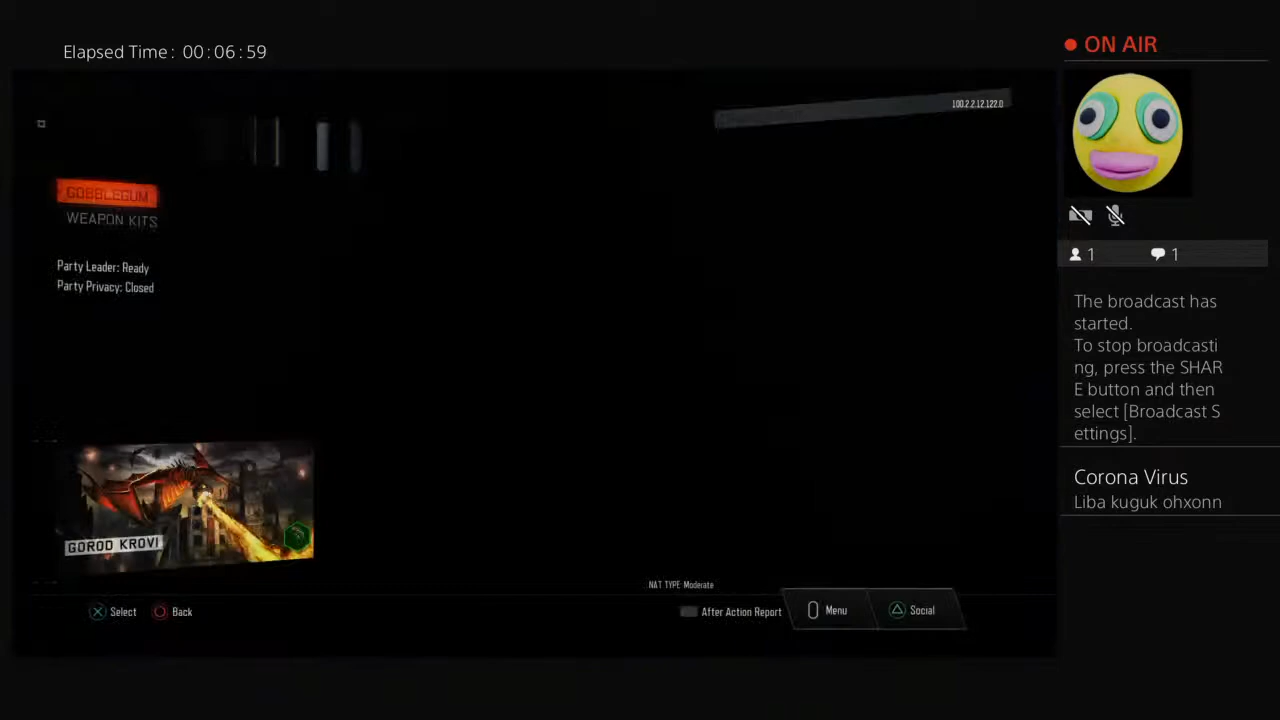 Elapsed Time: 00:06:59
ON AIR
100.2.2.12.122.0
GOBBLEGUM
WEAPON KITS
Party Leader: Ready
Party Privacy: Closed
1
1
The broadcast has
started.
To stop broadcasti
ng, press the SHAR
E button and then
select [Broadcast S
ettings].
Corona Virus
Liba kuguk ohxonn
GOROD KROVI
NAT TYPE: Moderate
Select
Back
After Action Report
Menu
Social